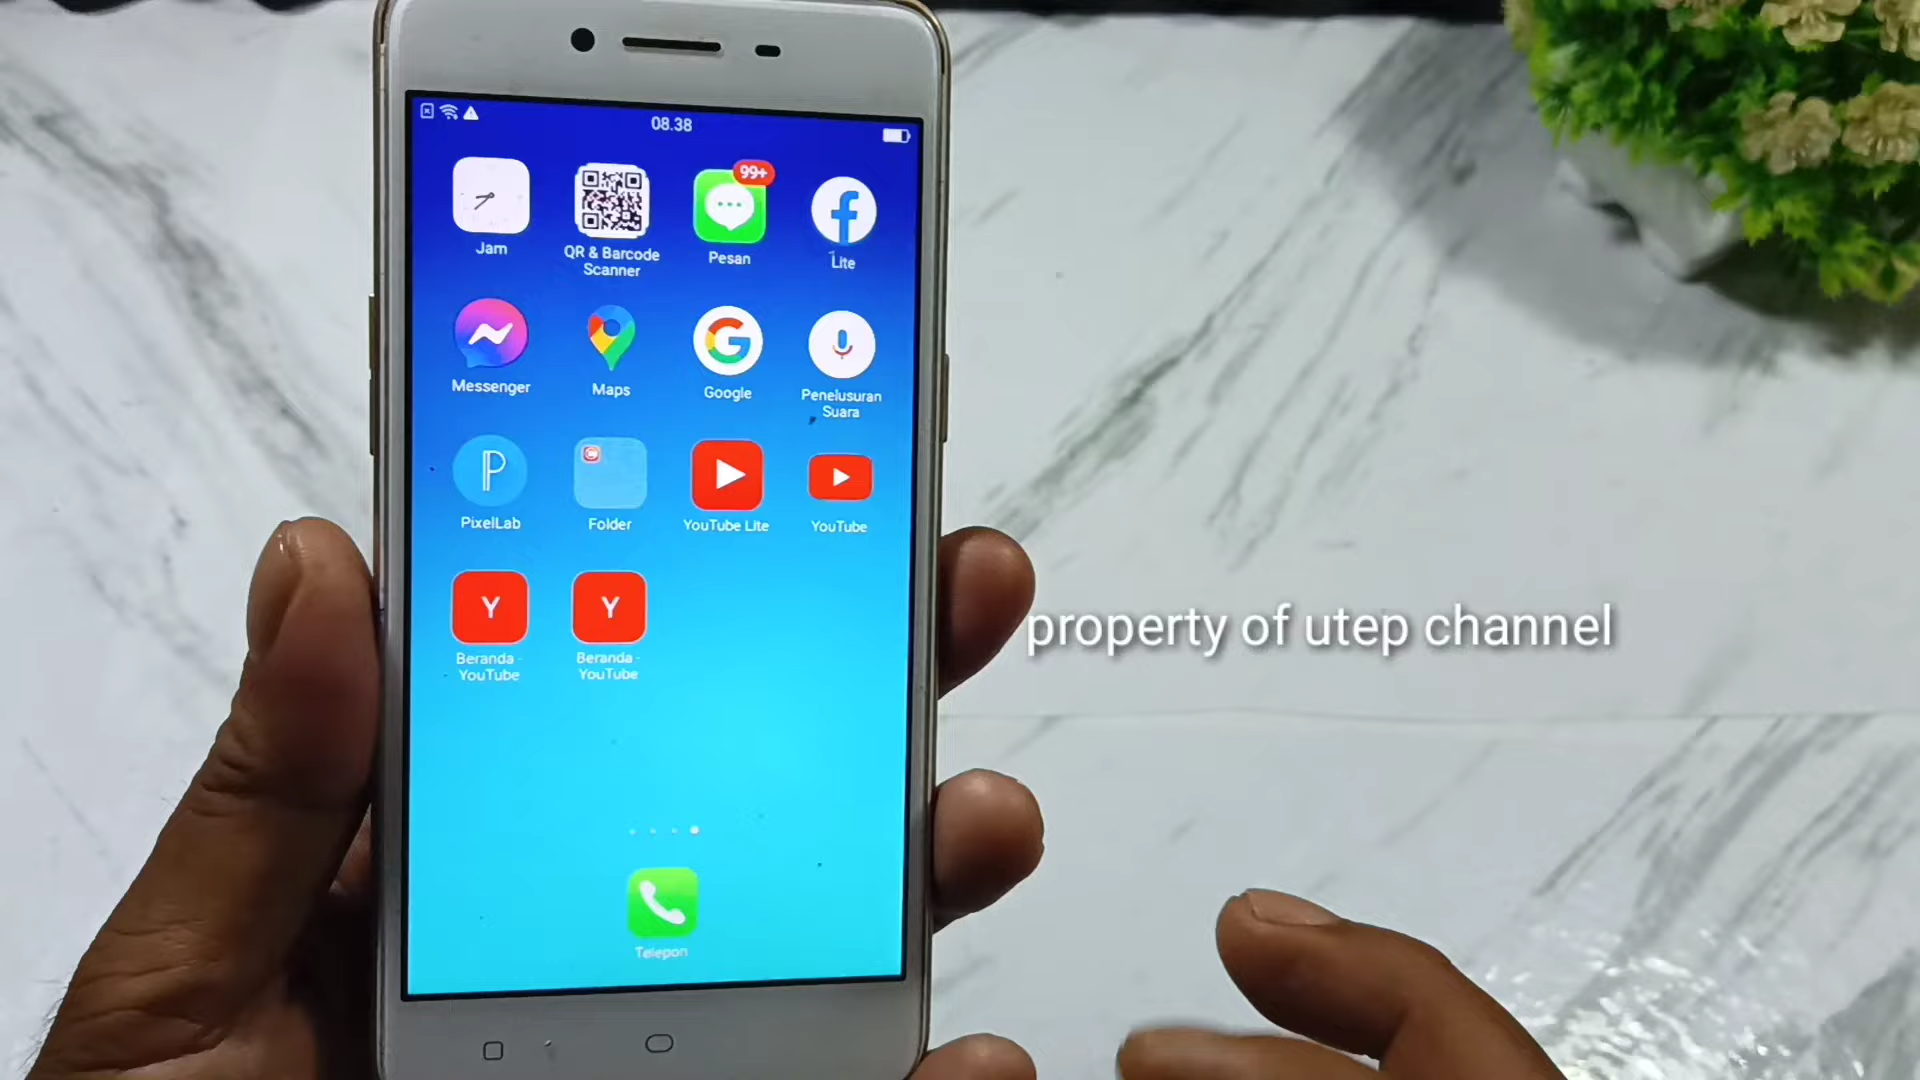 08.38
99+
Jam
QR & Barcode
Scanner
Pesan
Lite
Messenger
Maps
Google
Penelusuran
Suara
PixelLab
Folder
YouTube Lite
YouTube
Y
Y
Beranda -
YouTube
Beranda -
YouTube
property of utep channel
Telepon